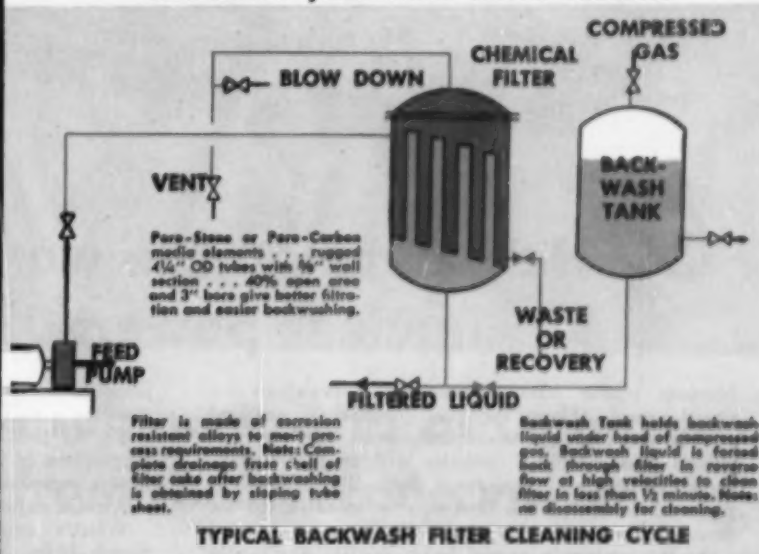 COMPRESSED
GAS
CHEMICAL
FILTER
BLOW DOWN
BACK-
WASH
TANK
VENT
Poro-Stone or Poro-Carbon
media elements . . . rugged
4¼" OD tubes with ⅝" wall
section . . . 40% open area
and 3" bore give better filtra-
tion and easier backwashing.
WASTE
OR
RECOVERY
FEED
PUMP
FILTERED LIQUID
Filter is made of corrosion
resistant alloys to meet pro-
cess requirements. Note: Com-
plete drainage from shell of
filter cake after backwashing
is obtained by sloping tube
sheet.
Backwash Tank holds backwash
liquid under head of compressed
gas. Backwash liquid is forced
back through filter in reverse
flow at high velocities to clean
filter in less than ½ minute. Note:
no disassembly for cleaning.
TYPICAL BACKWASH FILTER CLEANING CYCLE